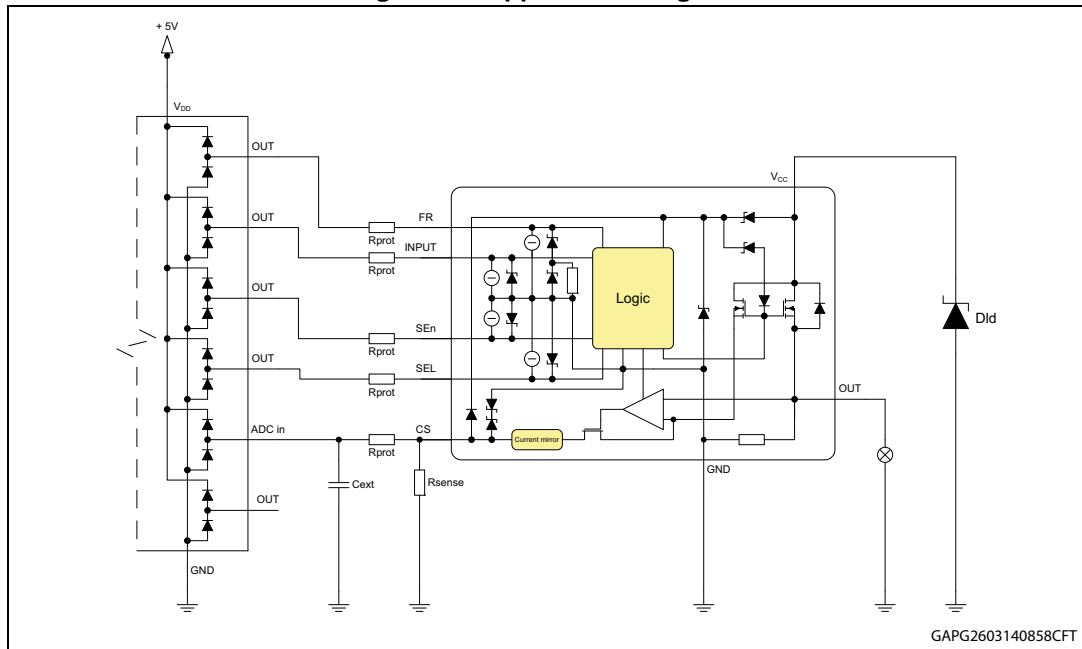 + 5V
VDD
OUT
FR
Rprot
OUT
INPUT
Rprot
OUT
SEn
Rprot
OUT
SEL
Rprot
ADC in
CS
Rprot
Cext
Rsense
OUT
GND
VCC
Logic
Current mirror
GND
OUT
Dld
GAPG2603140858CFT